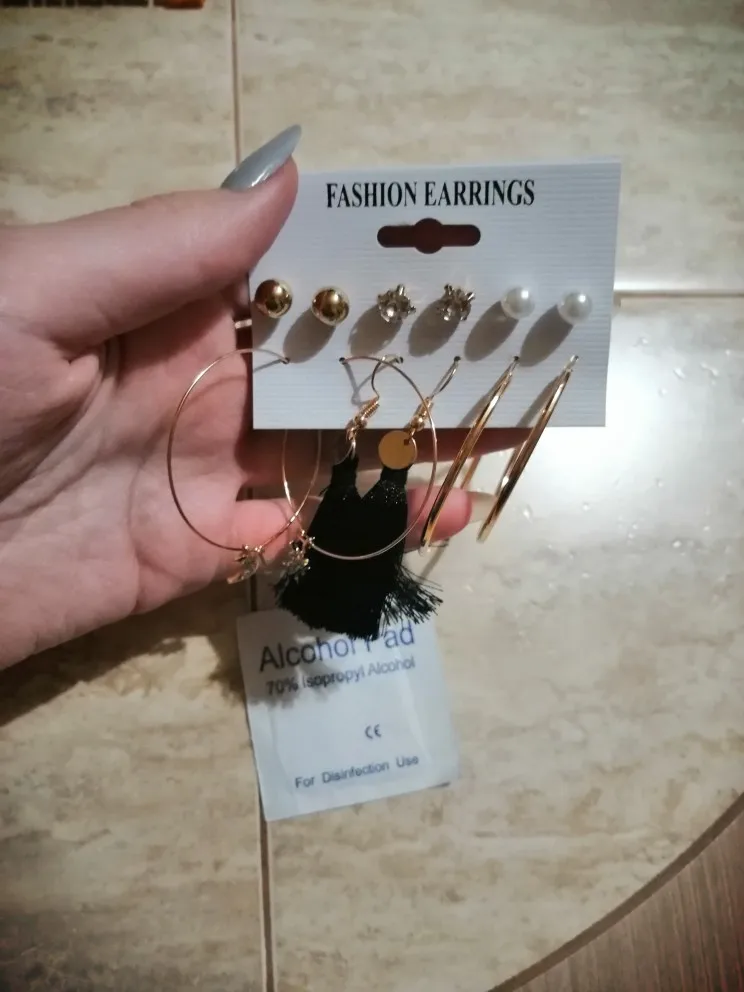 FASHION EARRINGS
Alcohol Pad
70% Isopropyl Alcohol
CE
For Disinfection Use